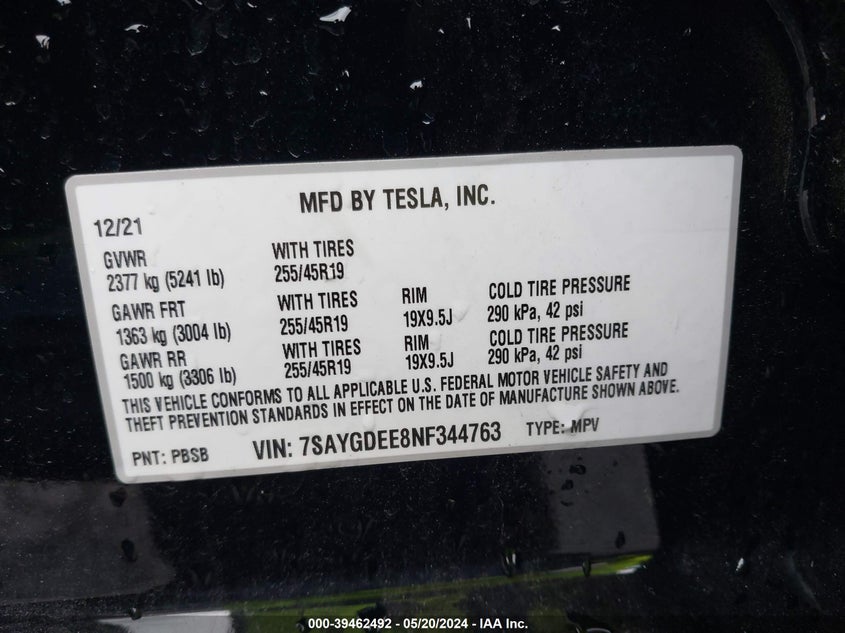 MFD BY TESLA, INC.
12/21
GVWR WITH TIRES
2377 kg (5241 lb) 255/45R19
GAWR FRT WITH TIRES RIM COLD TIRE PRESSURE
1363 kg (3004 lb) 255/45R19 19X9.5J 290 kPa, 42 psi
GAWR RR WITH TIRES RIM COLD TIRE PRESSURE
1500 kg (3306 lb) 255/45R19 19X9.5J 290 kPa, 42 psi
THIS VEHICLE CONFORMS TO ALL APPLICABLE U.S. FEDERAL MOTOR VEHICLE SAFETY AND
THEFT PREVENTION STANDARDS IN EFFECT ON THE DATE OF MANUFACTURE SHOWN ABOVE.
PNT: PBSB VIN: 7SAYGDEE8NF344763 TYPE: MPV
000-39462492 - 05/20/2024 - IAA Inc.